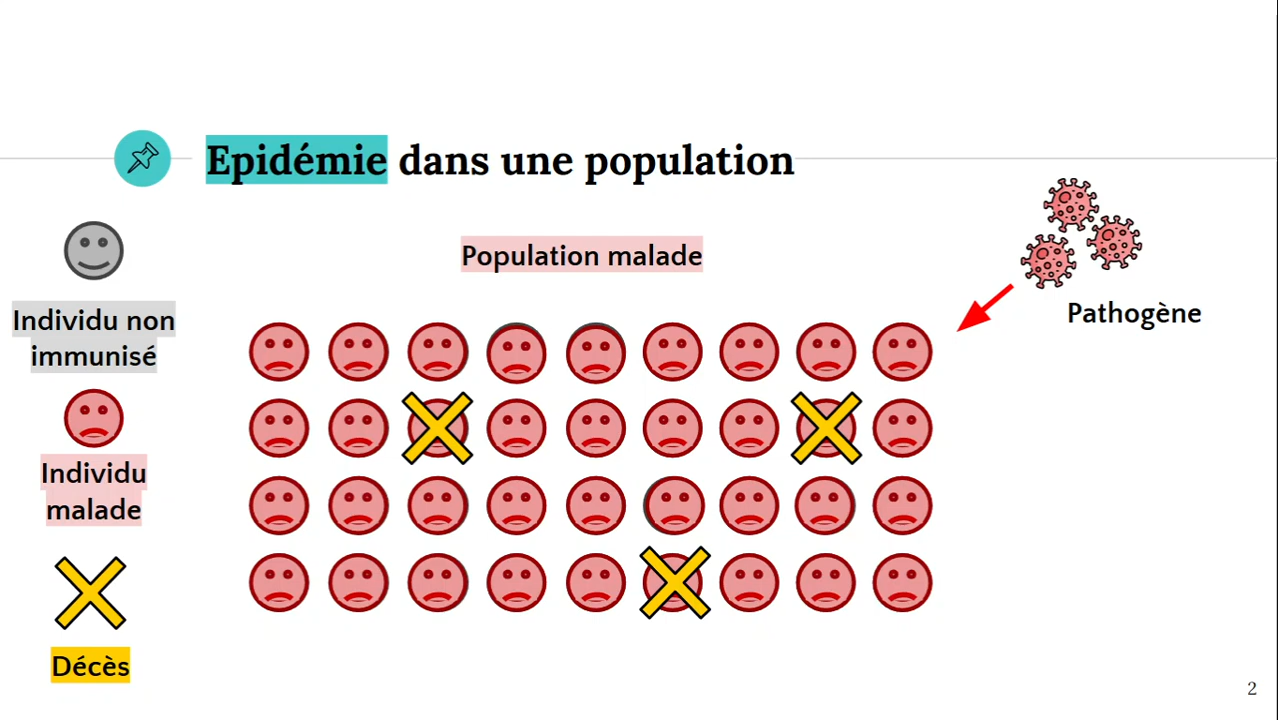 Epidémie dans une population
Population malade
Pathogène
Individu non
immunisé
Individu
malade
Décès
2